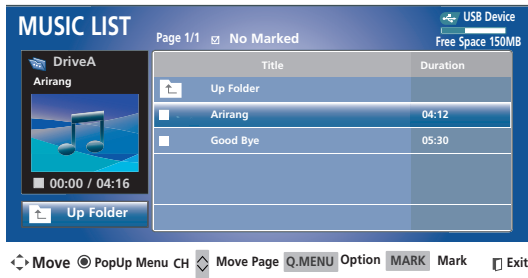 MUSIC LIST
Page 1/1 No Marked
USB Device
Free Space 150MB
DriveA
Arirang
00:00 / 04:16
Up Folder
Title Duration
Up Folder
Arirang 04:12
Good Bye 05:30
Move PopUp Menu CH Move Page Q.MENU Option MARK Mark Exit